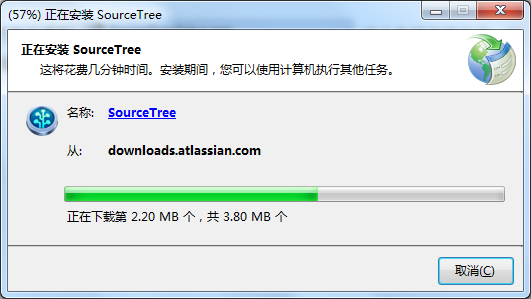 (57%) 正在安装 SourceTree
正在安装 SourceTree
这将花费几分钟时间。安装期间，您可以使用计算机执行其他任务。
名称: SourceTree
从: downloads.atlassian.com
正在下载第 2.20 MB 个，共 3.80 MB 个
取消(C)